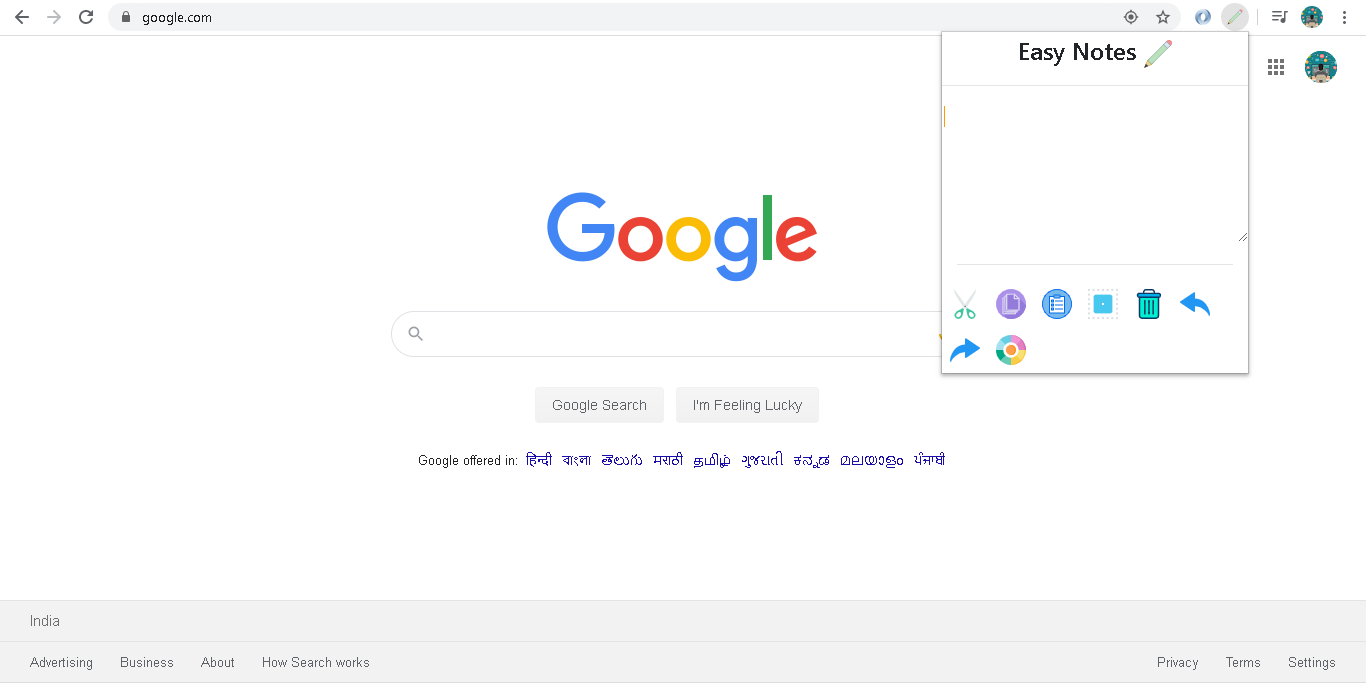 google.com
Easy Notes
Google
Google Search
I'm Feeling Lucky
Google offered in: हिन्दी বাংলা తెలుగు मराठी தமிழ் ગુજરાતી ಕನ್ನಡ മലയാളം ਪੰਜਾਬੀ
India
Advertising Business About How Search works Privacy Terms Settings